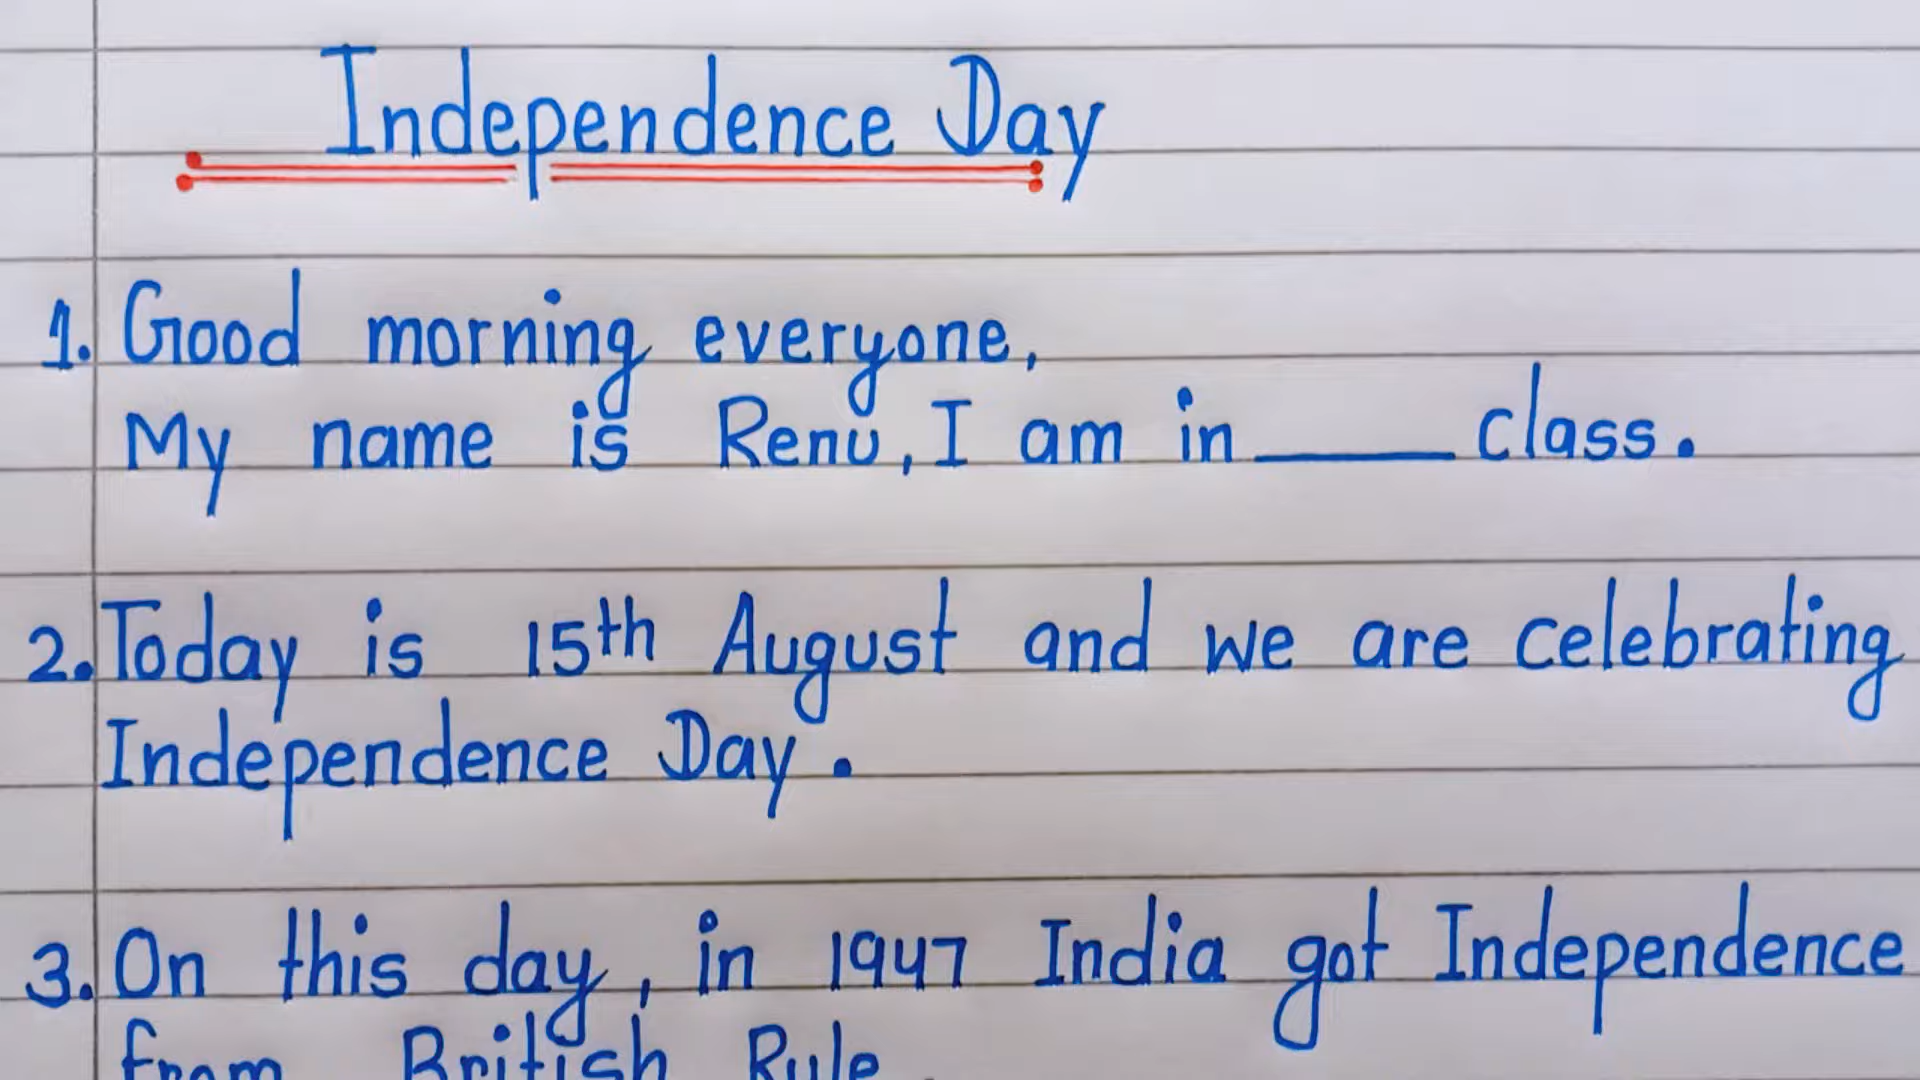 Independence Day
1. Good morning everyone,
My name is Renu, I am in _____ class.
2. Today is 15th August and we are celebrating
Independence Day.
3. On this day, in 1947 India got Independence
from British Rule.